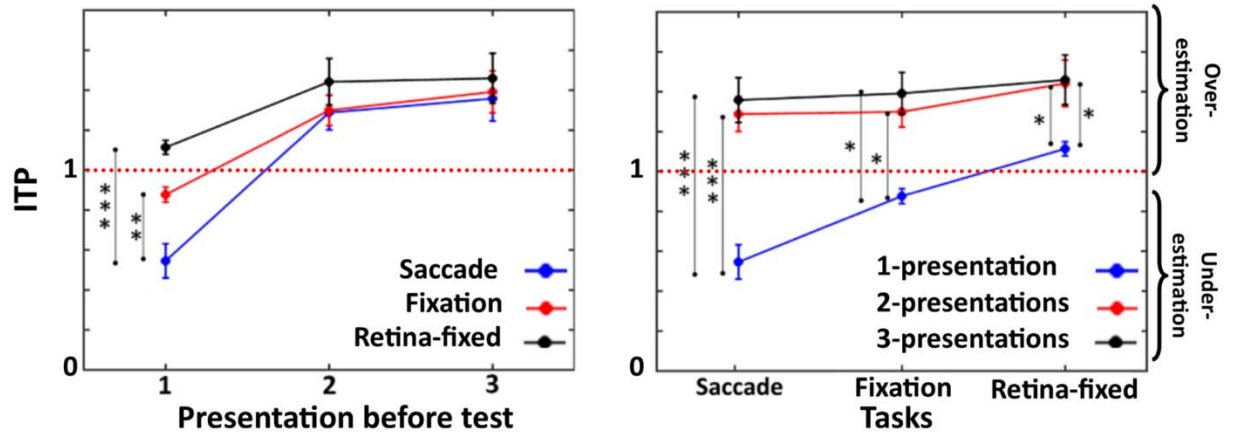 ITP
1
0
***
**
Saccade
Fixation
Retina-fixed
1
2
3
Presentation before test
1
0
***
***
*
*
*
*
1-presentation
2-presentations
3-presentations
Saccade
Fixation
Retina-fixed
Tasks
Over-
estimation
Under-
estimation